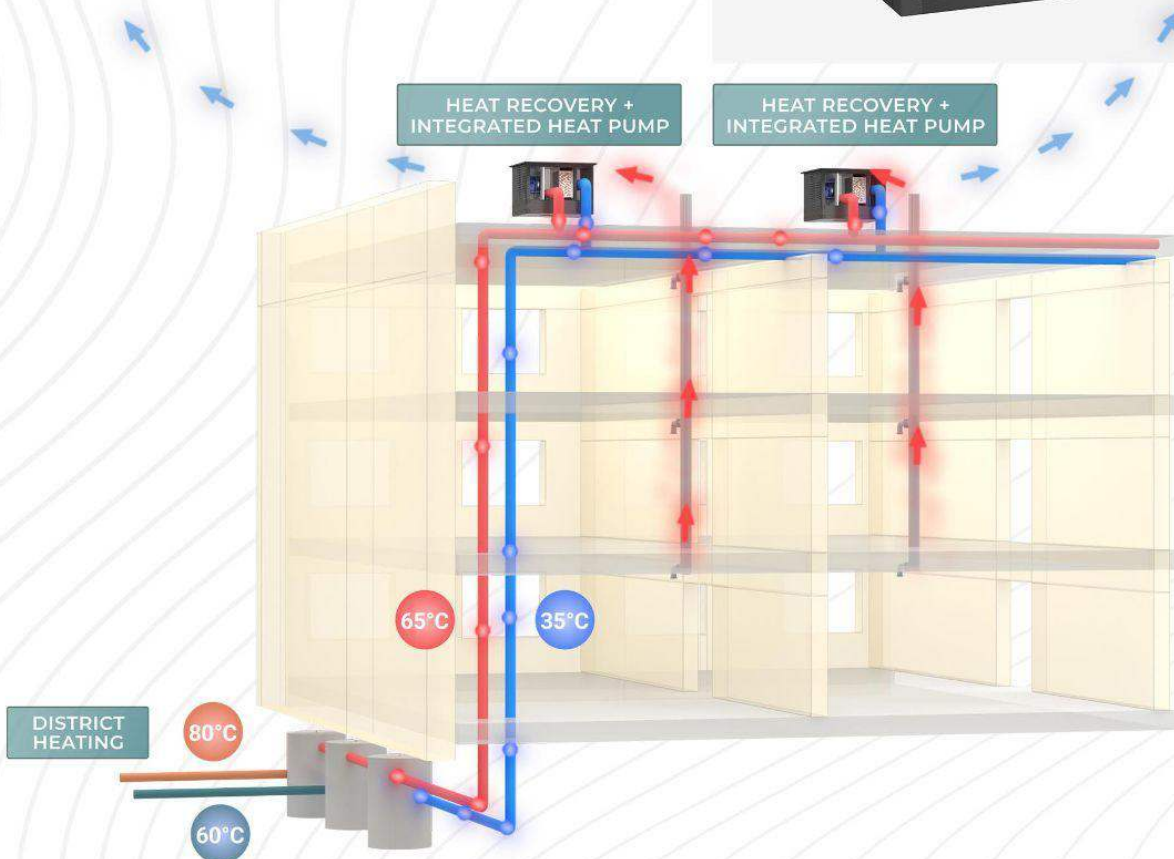 HEAT RECOVERY +
INTEGRATED HEAT PUMP
HEAT RECOVERY +
INTEGRATED HEAT PUMP
65°C
35°C
DISTRICT
HEATING
80°C
60°C